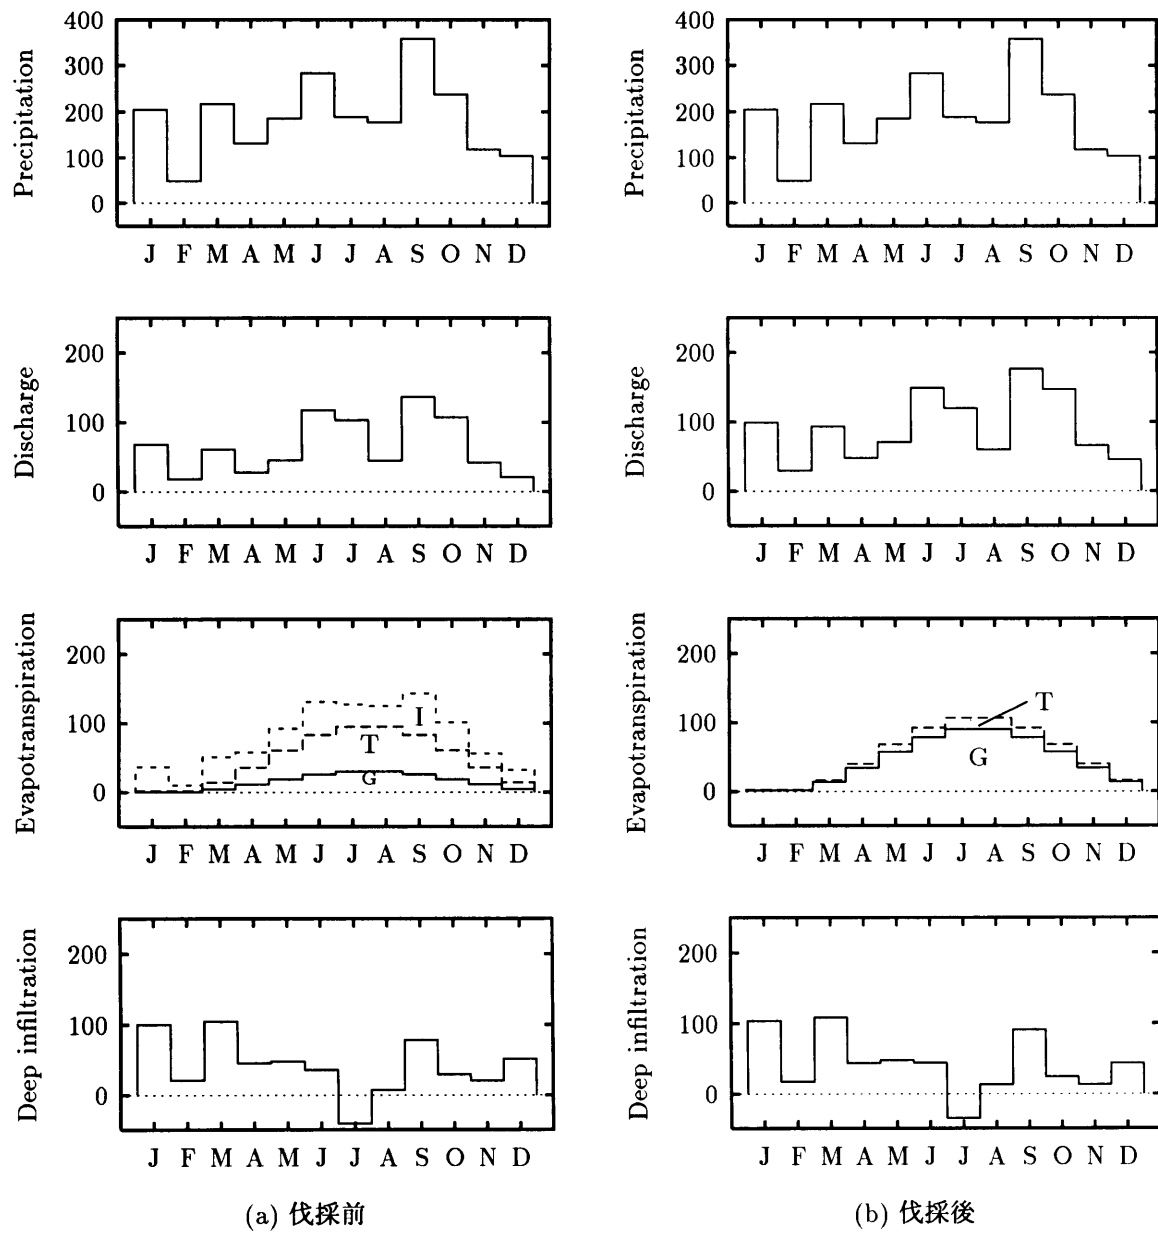 Precipitation
400
300
200
100
0
J F M A M J J A S O N D
Precipitation
400
300
200
100
0
J F M A M J J A S O N D
Discharge
200
100
0
J F M A M J J A S O N D
Discharge
200
100
0
J F M A M J J A S O N D
Evapotranspiration
200
100
0
I
T
G
J F M A M J J A S O N D
Evapotranspiration
200
100
0
T
G
J F M A M J J A S O N D
Deep infiltration
200
100
0
J F M A M J J A S O N D
Deep infiltration
200
100
0
J F M A M J J A S O N D
(a) 伐採前
(b) 伐採後